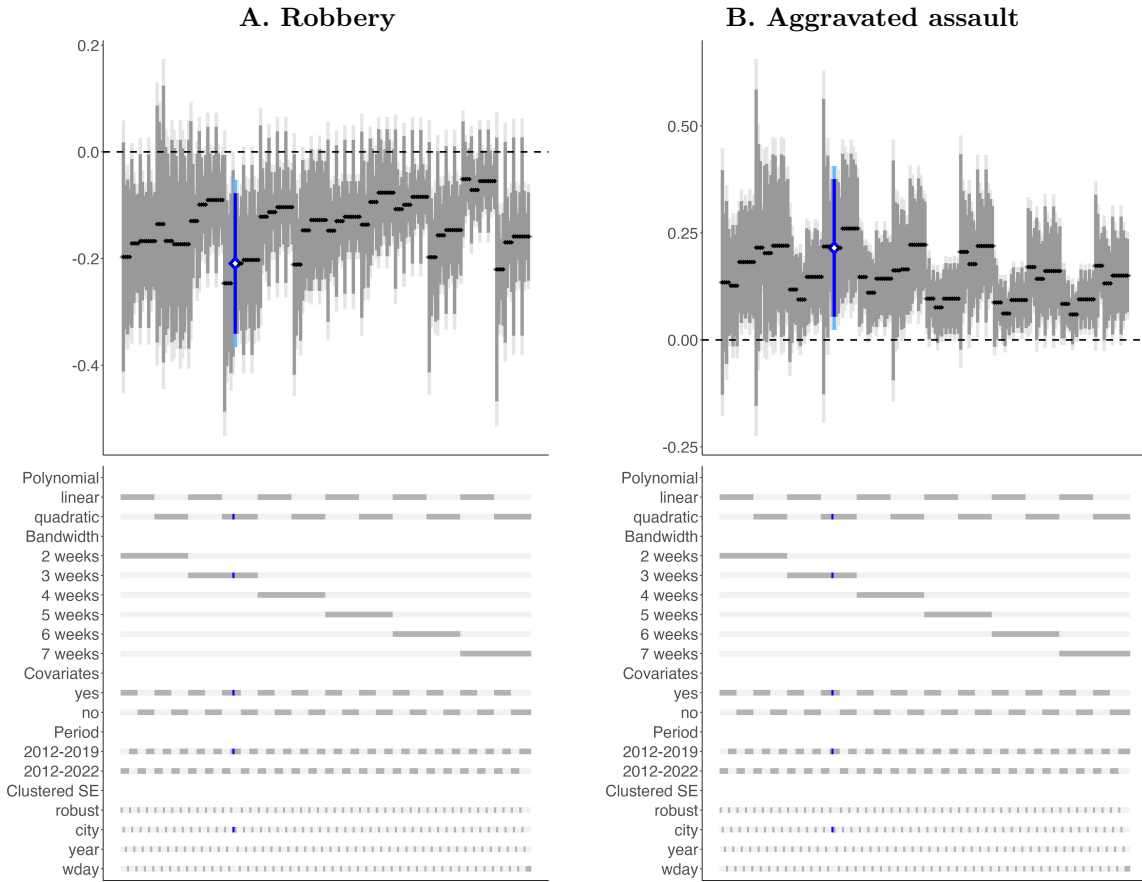 A. Robbery
0.2
0.0
-0.2
-0.4
Polynomial
linear
quadratic
Bandwidth
2 weeks
3 weeks
4 weeks
5 weeks
6 weeks
7 weeks
Covariates
yes
no
Period
2012-2019
2012-2022
Clustered SE
robust
city
year
wday
B. Aggravated assault
0.50
0.25
0.00
-0.25
Polynomial
linear
quadratic
Bandwidth
2 weeks
3 weeks
4 weeks
5 weeks
6 weeks
7 weeks
Covariates
yes
no
Period
2012-2019
2012-2022
Clustered SE
robust
city
year
wday